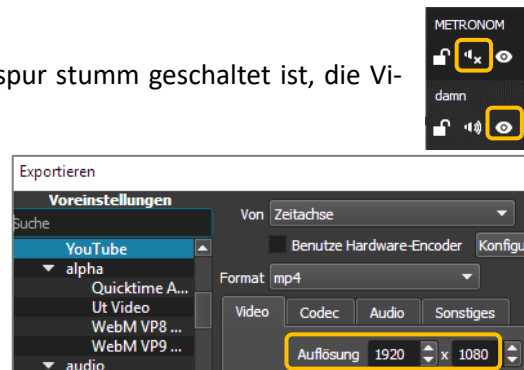 METRONOM
spur stumm geschaltet ist, die Vi-
damn
Exportieren
Voreinstellungen
Suche
YouTube
alpha
Quicktime A...
Ut Video
WebM VP8 ...
WebM VP9 ...
audio
Von Zeitachse
Benutze Hardware-Encoder Konfigu
Format mp4
Video Codec Audio Sonstiges
Auflösung 1920 x 1080